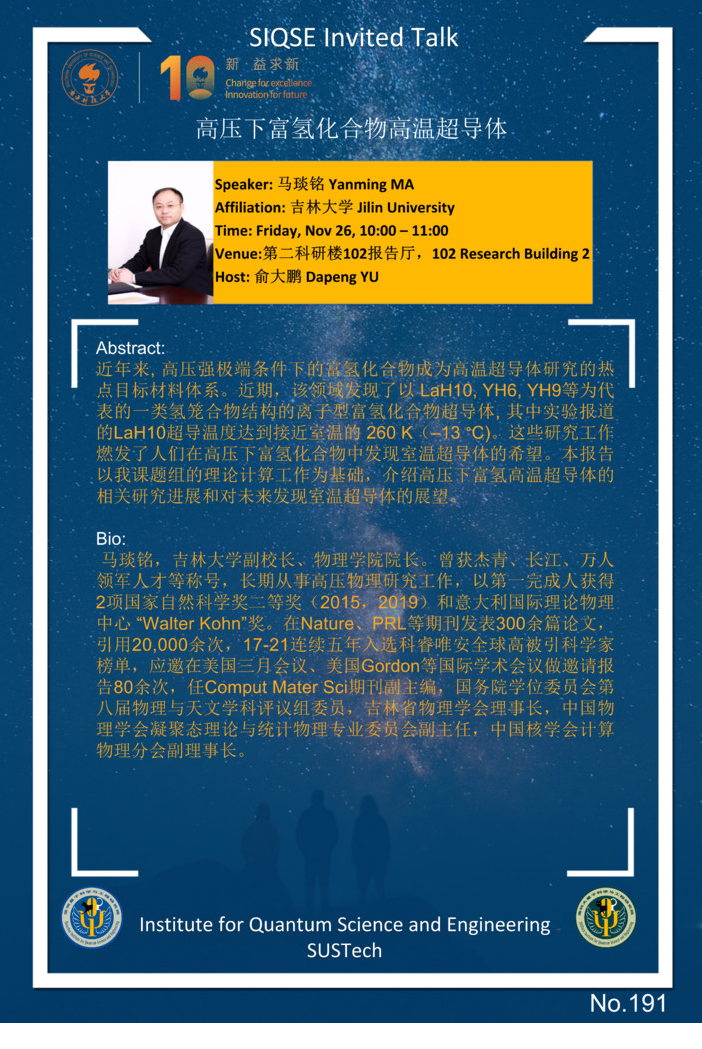 SIQSE Invited Talk
新 益求新
Change for excellence
Innovation for future
高压下富氢化合物高温超导体
Speaker: 马琰铭 Yanming MA
Affiliation: 吉林大学 Jilin University
Time: Friday, Nov 26, 10:00 – 11:00
Venue:第二科研楼102报告厅，102 Research Building 2
Host: 俞大鹏 Dapeng YU
Abstract:
近年来, 高压强极端条件下的富氢化合物成为高温超导体研究的热
点目标材料体系。近期，该领域发现了以 LaH10, YH6, YH9等为代
表的一类氢笼合物结构的离子型富氢化合物超导体, 其中实验报道
的LaH10超导温度达到接近室温的 260 K（–13 °C)。这些研究工作
燃发了人们在高压下富氢化合物中发现室温超导体的希望。本报告
以我课题组的理论计算工作为基础，介绍高压下富氢高温超导体的
相关研究进展和对未来发现室温超导体的展望。
Bio:
马琰铭，吉林大学副校长、物理学院院长。曾获杰青、长江、万人
领军人才等称号，长期从事高压物理研究工作，以第一完成人获得
2项国家自然科学奖二等奖（2015，2019）和意大利国际理论物理
中心 “Walter Kohn”奖。在Nature、PRL等期刊发表300余篇论文，
引用20,000余次，17-21连续五年入选科睿唯安全球高被引科学家
榜单，应邀在美国三月会议、美国Gordon等国际学术会议做邀请报
告80余次，任Comput Mater Sci期刊副主编，国务院学位委员会第
八届物理与天文学科评议组委员，吉林省物理学会理事长，中国物
理学会凝聚态理论与统计物理专业委员会副主任，中国核学会计算
物理分会副理事长。
Institute for Quantum Science and Engineering
SUSTech
No.191